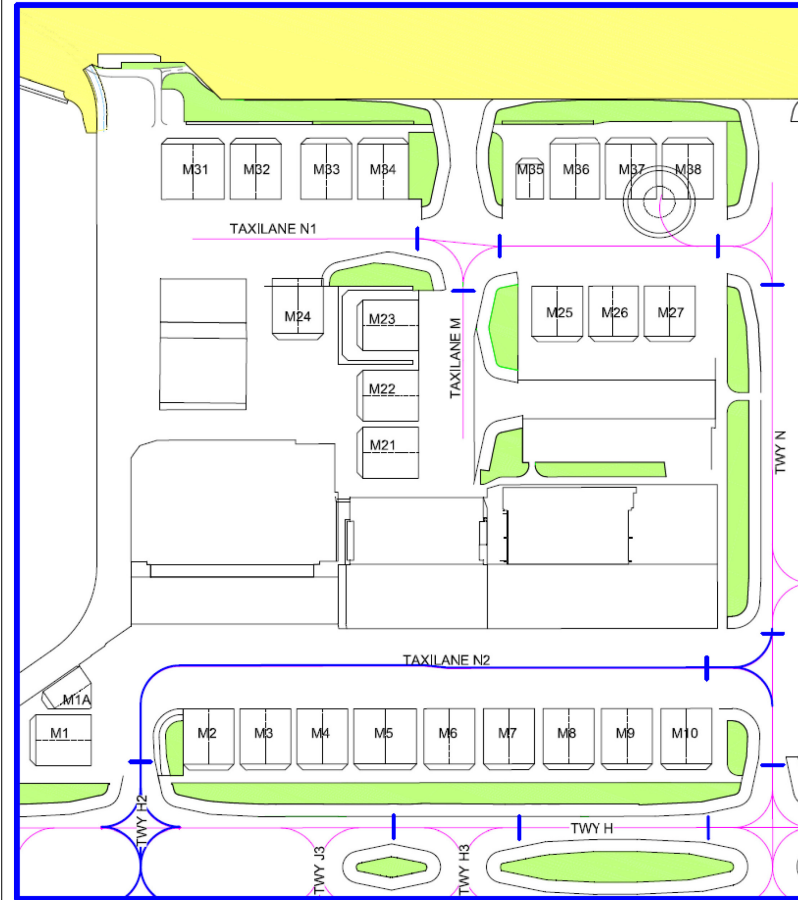 M31 M32 M33 M34 M35 M36 M37 M38
TAXILANE N1
M24 M23 M25 M26 M27
TAXILANE M
M22
M21
TWY N
TAXILANE N2
M1A
M1 M2 M3 M4 M5 M6 M7 M8 M9 M10
TWY H2
TWY H
TWY J3
TWY H3